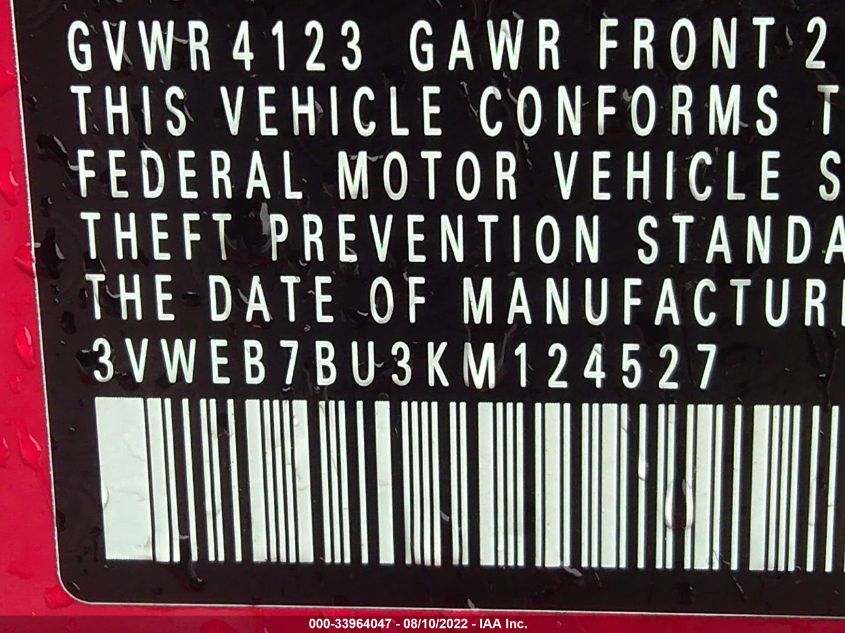 GVWR 4123 GAWR FRONT 2
THIS VEHICLE CONFORMS T
FEDERAL MOTOR VEHICLE S
THEFT PREVENTION STANDA
THE DATE OF MANUFACTUR
3VWEB7BU3KM124527
000-33964047 — 08/10/2022 - IAA Inc.